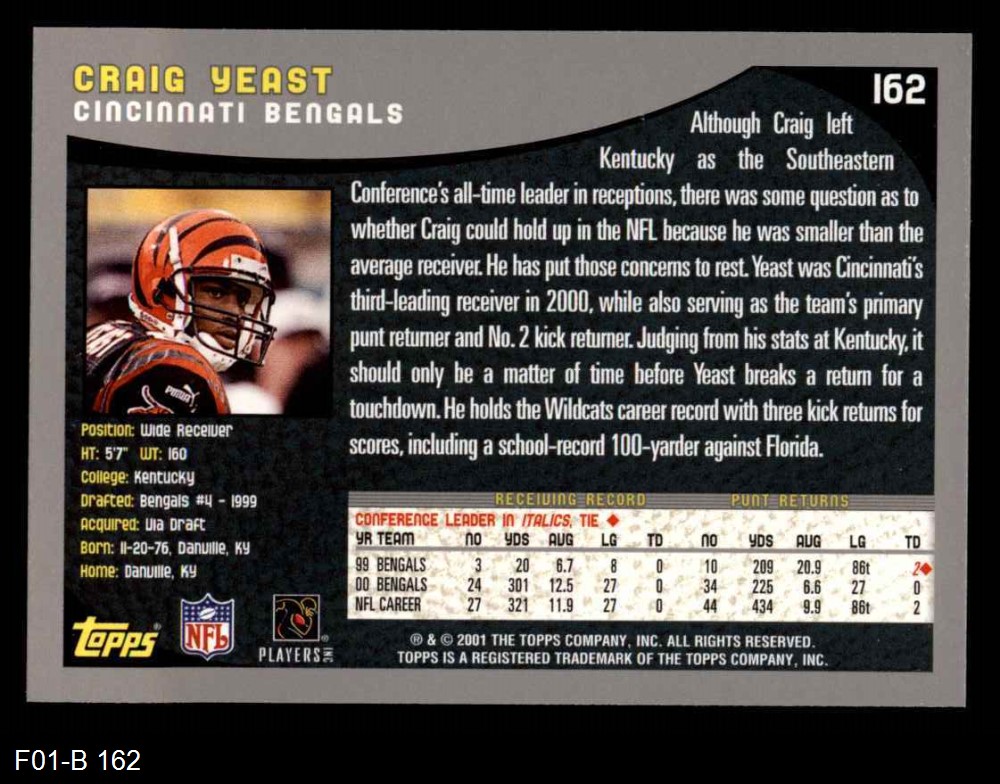 CRAIG YEAST
CINCINNATI BENGALS
162
Although Craig left
Kentucky as the Southeastern
Conference's all-time leader in receptions, there was some question as to
whether Craig could hold up in the NFL because he was smaller than the
average receiver. He has put those concerns to rest. Yeast was Cincinnati's
third-leading receiver in 2000, while also serving as the team's primary
punt returner and No. 2 kick returner. Judging from his stats at Kentucky, it
should only be a matter of time before Yeast breaks a return for a
touchdown. He holds the Wildcats career record with three kick returns for
scores, including a school-record 100-yarder against Florida.
PUMA
Position: Wide Receiver
HT: 5'7" WT: 160
College: Kentucky
Drafted: Bengals #4 - 1999
Acquired: Via Draft
Born: 11-20-76, Danville, KY
Home: Danville, KY
RECEIVING RECORD PUNT RETURNS
CONFERENCE LEADER IN ITALICS, TIE ◆
YR TEAM NO YDS AVG LG TD NO YDS AVG LG TD
99 BENGALS 3 20 6.7 8 0 10 209 20.9 86t 2◆
00 BENGALS 24 301 12.5 27 0 34 225 6.6 27 0
NFL CAREER 27 321 11.9 27 0 44 434 9.9 86t 2
Topps®
NFL
PLAYERS INC
®
® & © 2001 THE TOPPS COMPANY, INC. ALL RIGHTS RESERVED.
TOPPS IS A REGISTERED TRADEMARK OF THE TOPPS COMPANY, INC.
F01-B 162